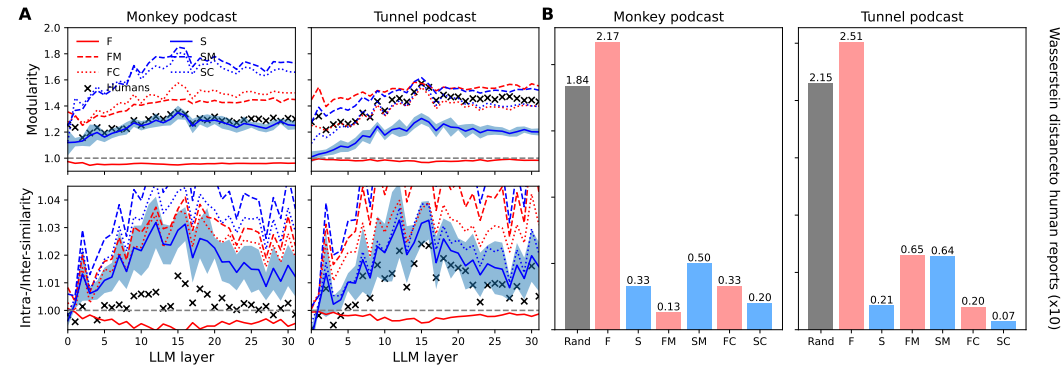 A
Monkey podcast
Tunnel podcast
B
Monkey podcast
Tunnel podcast
Modularity
2.0
1.8
1.6
1.4
1.2
1.0
F
FM
FC
Humans
S
SM
SC
Intra-/Inter-similarity
1.04
1.03
1.02
1.01
1.00
0 5 10 15 20 25 30
0 5 10 15 20 25 30
LLM layer
LLM layer
1.84
2.17
0.33
0.13
0.50
0.33
0.20
Rand F S FM SM FC SC
2.15
2.51
0.21
0.65
0.64
0.20
0.07
Rand F S FM SM FC SC
Wasserstein distanceto human reports (×10)